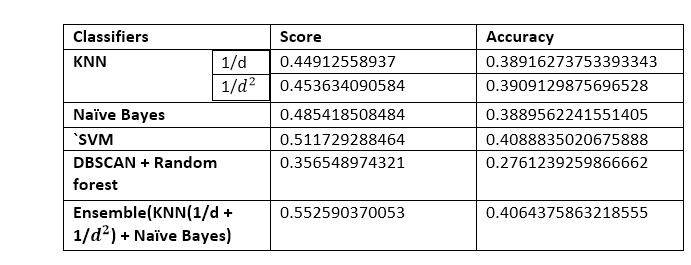 Classifiers Score Accuracy
KNN 1/d 0.44912558937 0.38916273753393343
1/d² 0.453634090584 0.3909129875696528
Naïve Bayes 0.485418508484 0.3889562241551405
`SVM 0.511729288464 0.4088835020675888
DBSCAN + Random 0.356548974321 0.2761239259866662
forest
Ensemble(KNN(1/d + 0.552590370053 0.4064375863218555
1/d²) + Naïve Bayes)